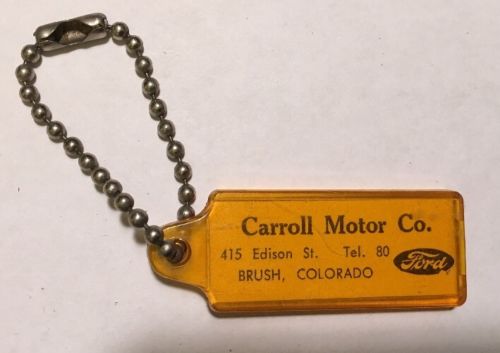 Carroll Motor Co.
415 Edison St. Tel. 80
BRUSH, COLORADO
Ford